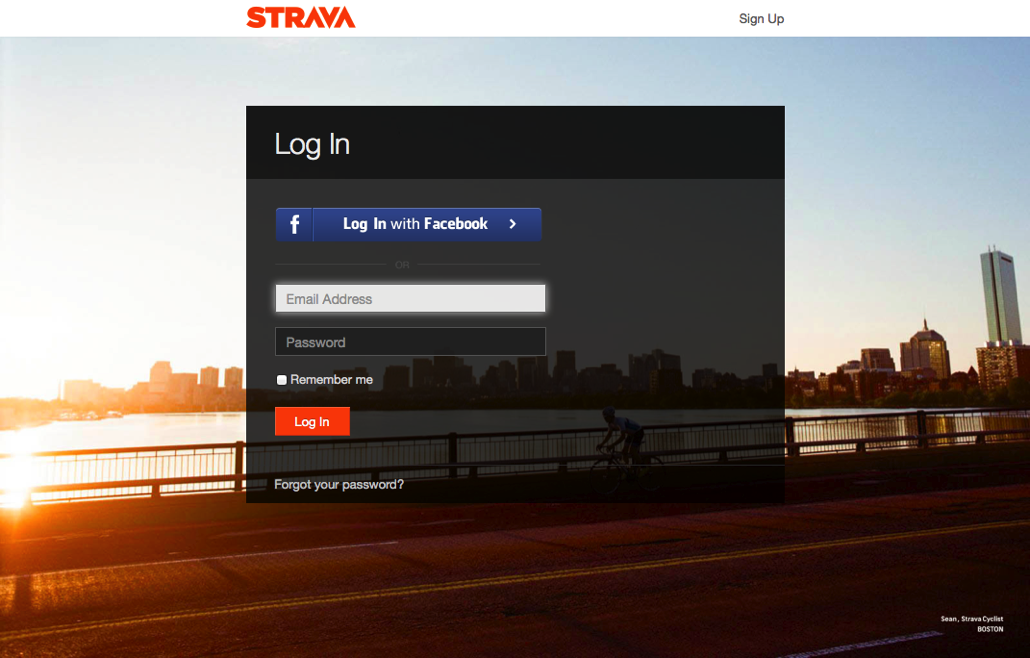 STRAVA
Sign Up
Log In
f
Log In with Facebook
OR
Email Address
Password
Remember me
Log In
Forgot your password?
Sean, Strava Cyclist
BOSTON